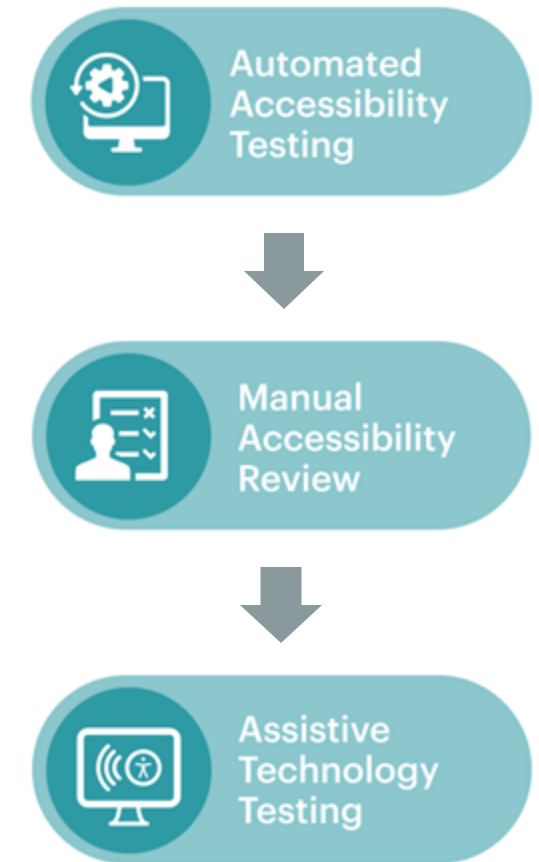 Automated
Accessibility
Testing
Manual
Accessibility
Review
Assistive
Technology
Testing